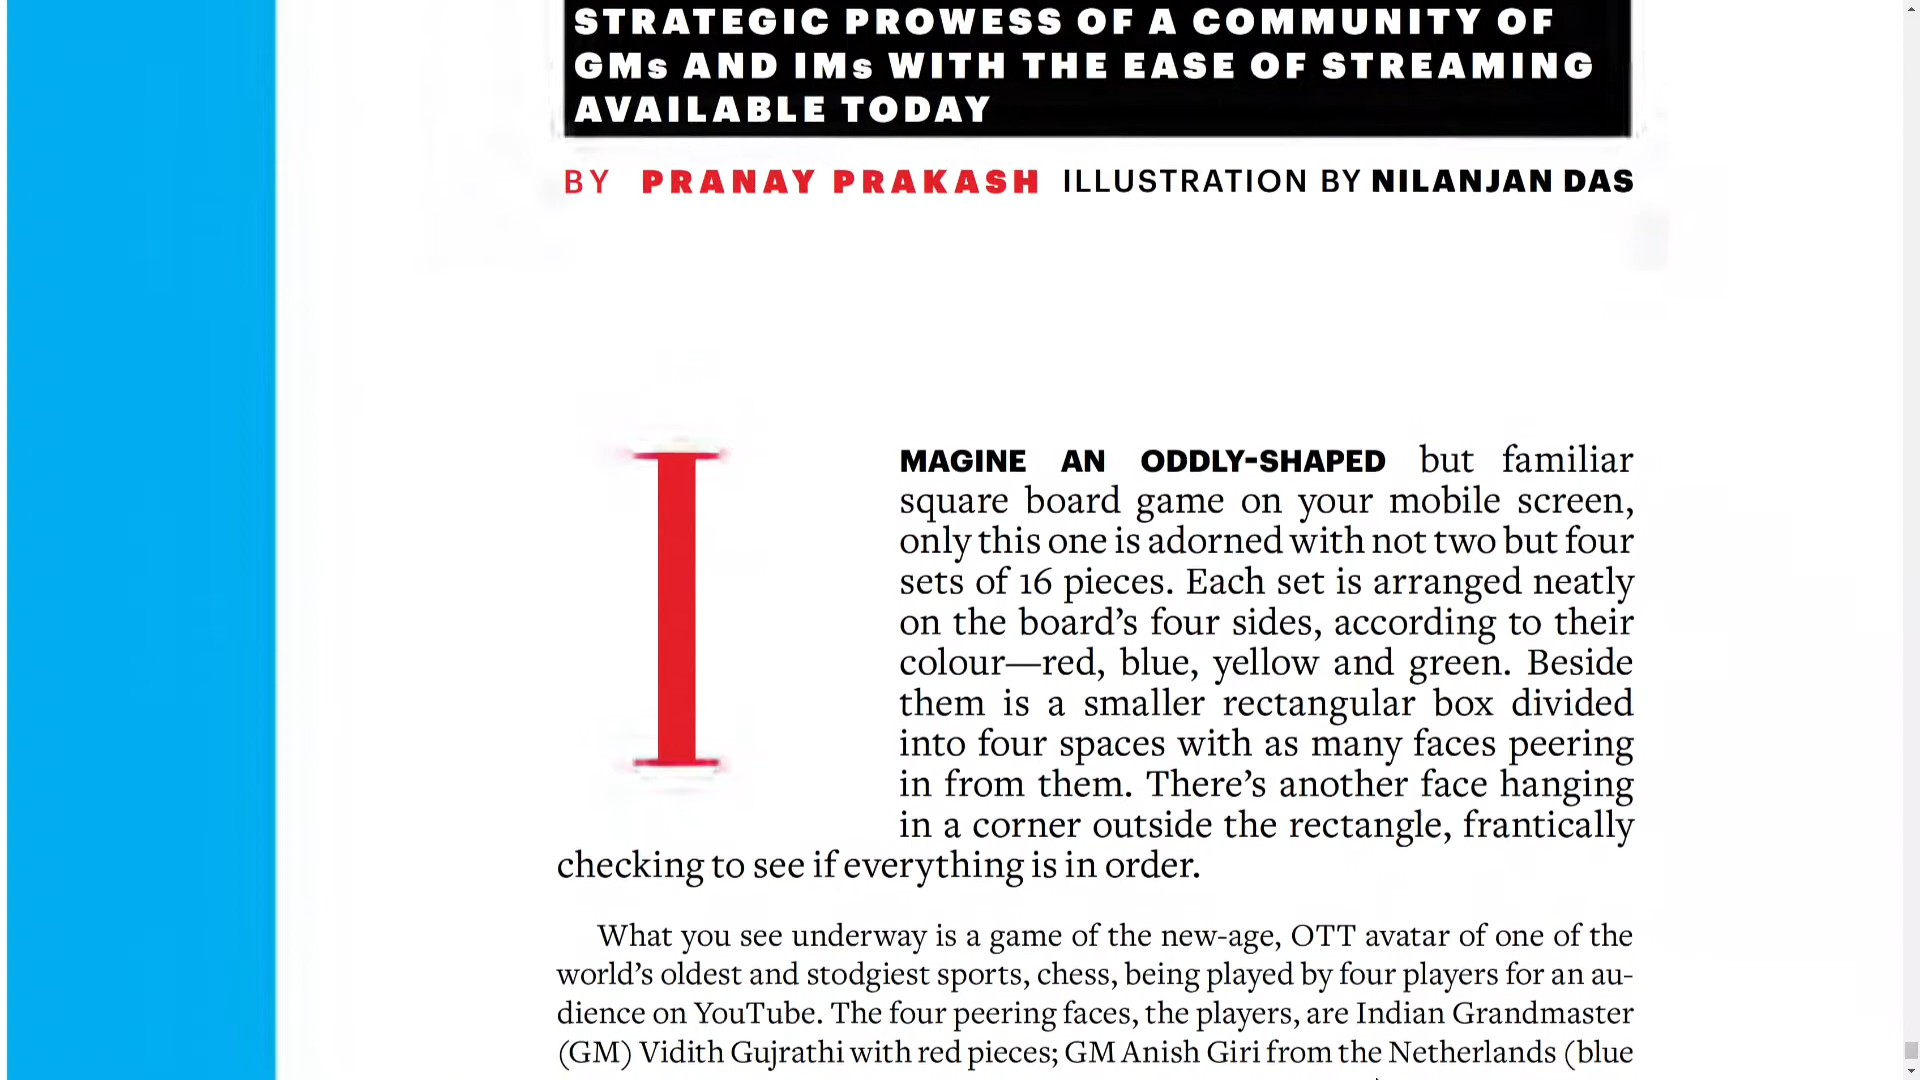 STRATEGIC PROWESS OF A COMMUNITY OF
GMs AND IMs WITH THE EASE OF STREAMING
AVAILABLE TODAY
BY PRANAY PRAKASH ILLUSTRATION BY NILANJAN DAS
IMAGINE AN ODDLY-SHAPED but familiar
square board game on your mobile screen,
only this one is adorned with not two but four
sets of 16 pieces. Each set is arranged neatly
on the board’s four sides, according to their
colour—red, blue, yellow and green. Beside
them is a smaller rectangular box divided
into four spaces with as many faces peering
in from them. There’s another face hanging
in a corner outside the rectangle, frantically
checking to see if everything is in order.
What you see underway is a game of the new-age, OTT avatar of one of the
world’s oldest and stodgiest sports, chess, being played by four players for an au-
dience on YouTube. The four peering faces, the players, are Indian Grandmaster
(GM) Vidith Gujrathi with red pieces; GM Anish Giri from the Netherlands (blue